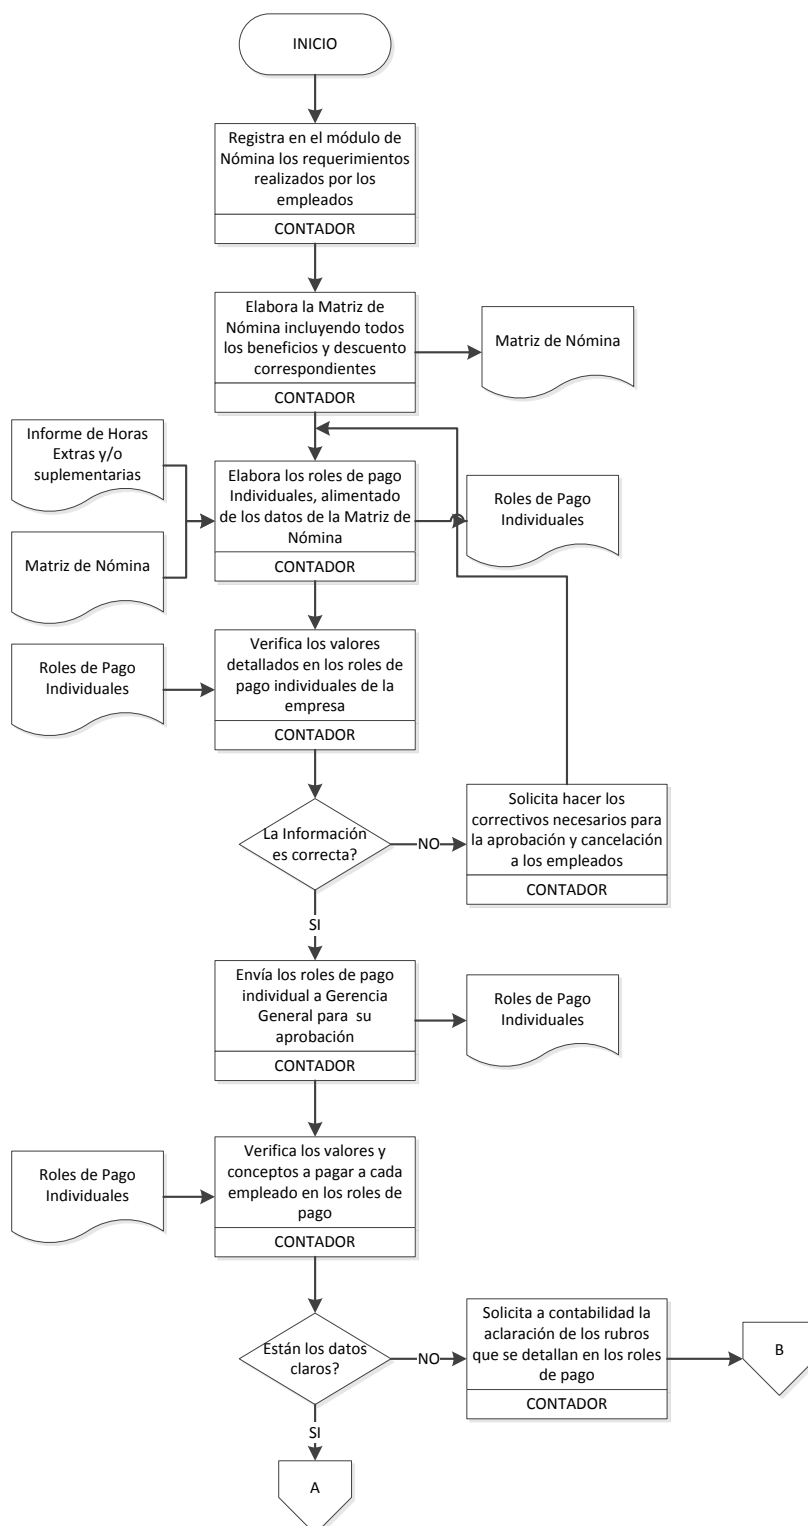 INICIO
Registra en el módulo de
Nómina los requerimientos
realizados por los
empleados
CONTADOR
Elabora la Matriz de
Nómina incluyendo todos
los beneficios y descuento
correspondientes
CONTADOR
Matriz de Nómina
Informe de Horas
Extras y/o
suplementarias
Matriz de Nómina
Elabora los roles de pago
Individuales, alimentado
de los datos de la Matriz de
Nómina
CONTADOR
Roles de Pago
Individuales
Roles de Pago
Individuales
Verifica los valores
detallados en los roles de
pago individuales de la
empresa
CONTADOR
La Información
es correcta?
NO
Solicita hacer los
correctivos necesarios para
la aprobación y cancelación
a los empleados
CONTADOR
SI
Envía los roles de pago
individual a Gerencia
General para su
aprobación
CONTADOR
Roles de Pago
Individuales
Roles de Pago
Individuales
Verifica los valores y
conceptos a pagar a cada
empleado en los roles de
pago
CONTADOR
Están los datos
claros?
NO
Solicita a contabilidad la
aclaración de los rubros
que se detallan en los roles
de pago
CONTADOR
B
SI
A